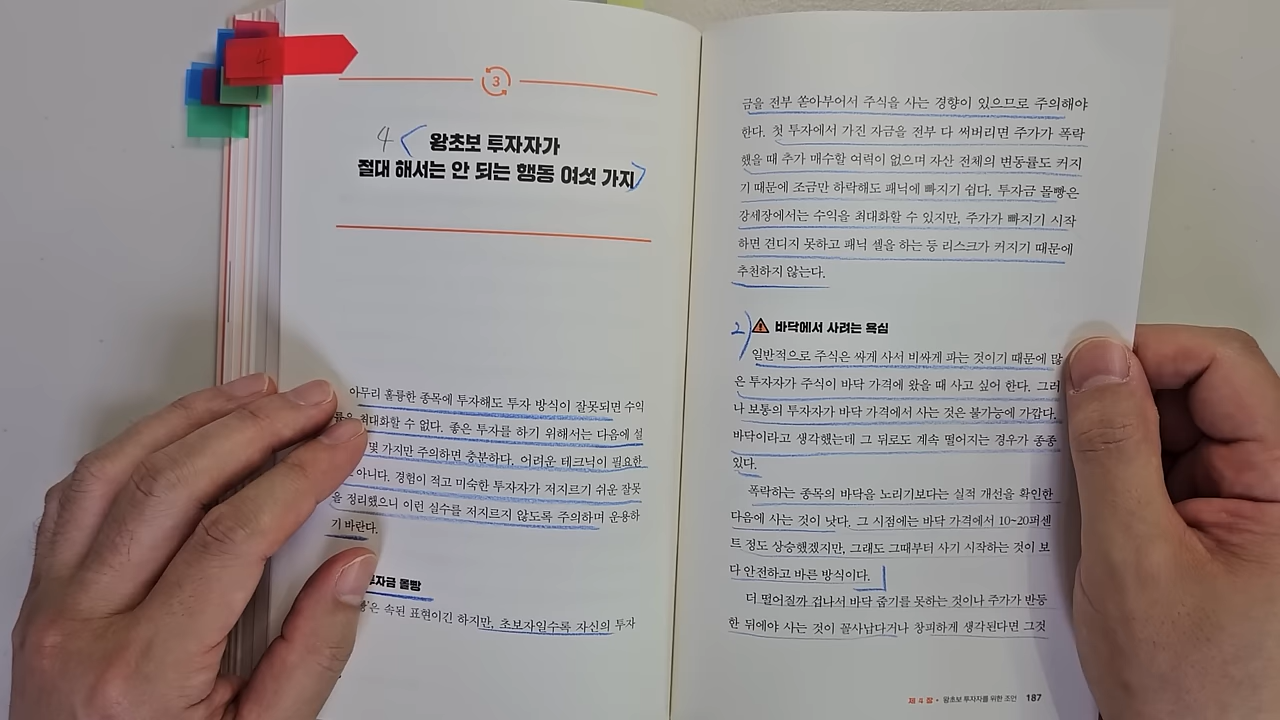 4
3
4 < 왕초보 투자자가
절대 해서는 안 되는 행동 여섯 가지 >
아무리 훌륭한 종목에 투자해도 투자 방식이 잘못되면 수익
최대화할 수 없다. 좋은 투자를 하기 위해서는 다음에 설
몇 가지만 주의하면 충분하다. 어려운 테크닉이 필요한
아니다. 경험이 적고 미숙한 투자자가 저지르기 쉬운 잘못
을 정리했으니 이런 실수를 저지르지 않도록 주의하며 운용하
기 바란다.
투자금 몰빵
은 속된 표현이긴 하지만, 초보자일수록 자신의 투자
금을 전부 쏟아부어서 주식을 사는 경향이 있으므로 주의해야
한다. 첫 투자에서 가진 자금을 전부 다 써버리면 주가가 폭락
했을 때 추가 매수할 여력이 없으며 자산 전체의 변동률도 커지
기 때문에 조금만 하락해도 패닉에 빠지기 쉽다. 투자금 몰빵은
강세장에서는 수익을 최대화할 수 있지만, 주가가 빠지기 시작
하면 견디지 못하고 패닉 셀을 하는 등 리스크가 커지기 때문에
추천하지 않는다.
2) 바닥에서 사려는 욕심
일반적으로 주식은 싸게 사서 비싸게 파는 것이기 때문에 많
은 투자자가 주식이 바닥 가격에 왔을 때 사고 싶어 한다. 그러
나 보통의 투자자가 바닥 가격에서 사는 것은 불가능에 가깝다.
바닥이라고 생각했는데 그 뒤로도 계속 떨어지는 경우가 종종
있다.
폭락하는 종목의 바닥을 노리기보다는 실적 개선을 확인한
다음에 사는 것이 낫다. 그 시점에는 바닥 가격에서 10~20퍼센
트 정도 상승했겠지만, 그래도 그때부터 사기 시작하는 것이 보
다 안전하고 바른 방식이다.
더 떨어질까 겁나서 바닥 줍기를 못하는 것이나 주가가 반등
한 뒤에야 사는 것이 꼴사납다거나 창피하게 생각된다면 그것
제 4 장 • 왕초보 투자자를 위한 조언 187